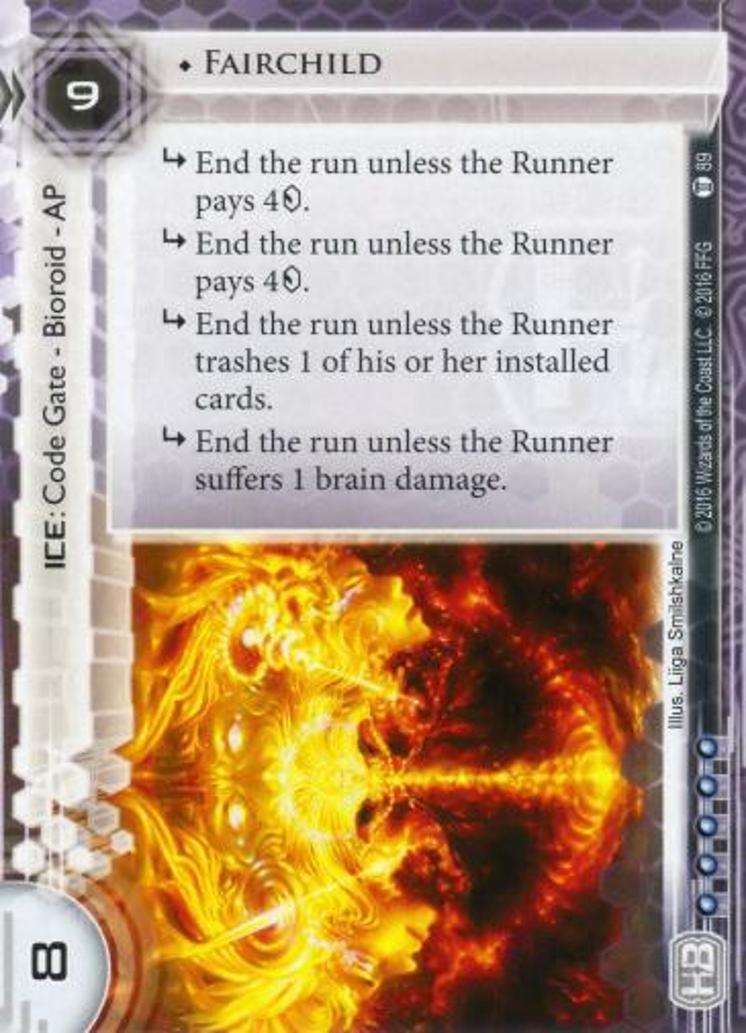 9
◆ FAIRCHILD
↳ End the run unless the Runner
pays 4.
↳ End the run unless the Runner
pays 4.
↳ End the run unless the Runner
trashes 1 of his or her installed
cards.
↳ End the run unless the Runner
suffers 1 brain damage.
ICE: Code Gate - Bioroid - AP
8
Illus. Liiga Smilshkalne
© 2016 Wizards of the Coast LLC. © 2016 FFG
89
HB